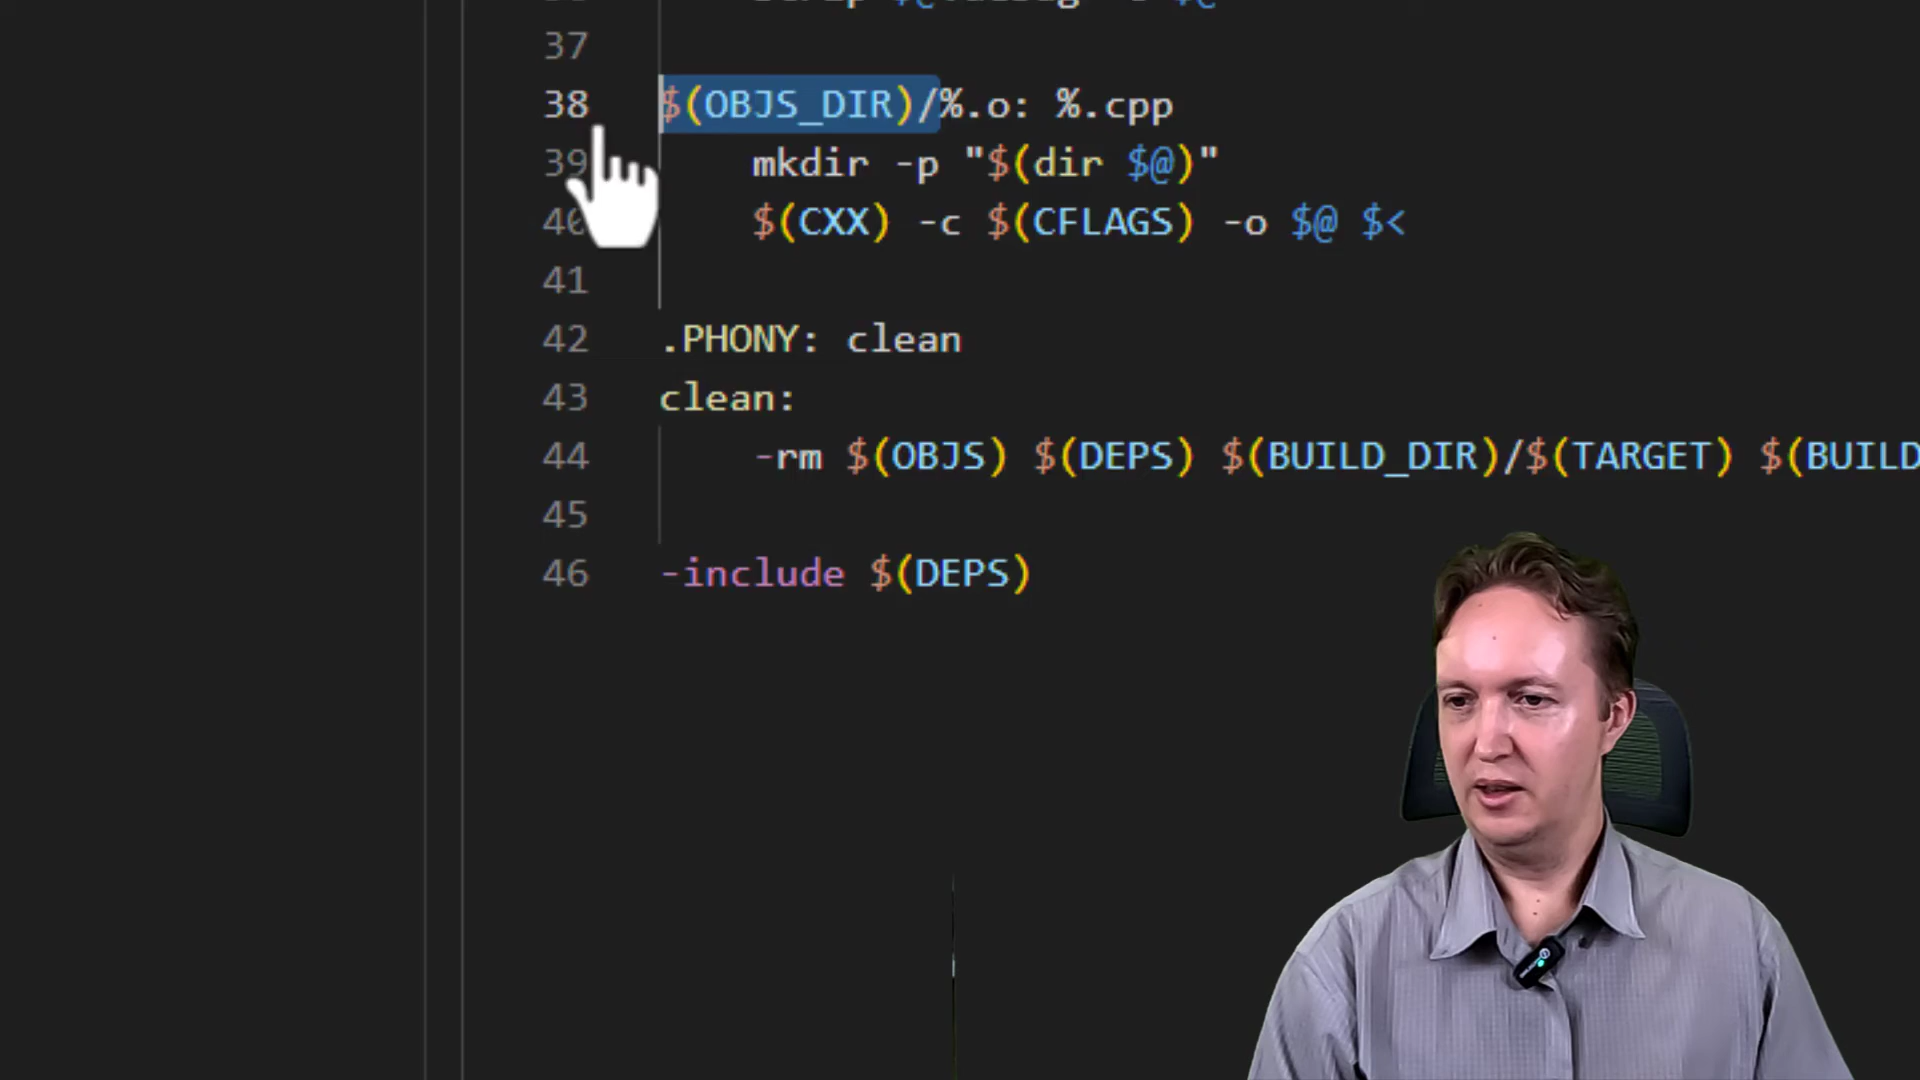 37
38 $(OBJS_DIR)/%.o: %.cpp
39 mkdir -p "$(dir $@)"
40 $(CXX) -c $(CFLAGS) -o $@ $<
41
42 .PHONY: clean
43 clean:
44 -rm $(OBJS) $(DEPS) $(BUILD_DIR)/$(TARGET) $(BUILD
45
46 -include $(DEPS)